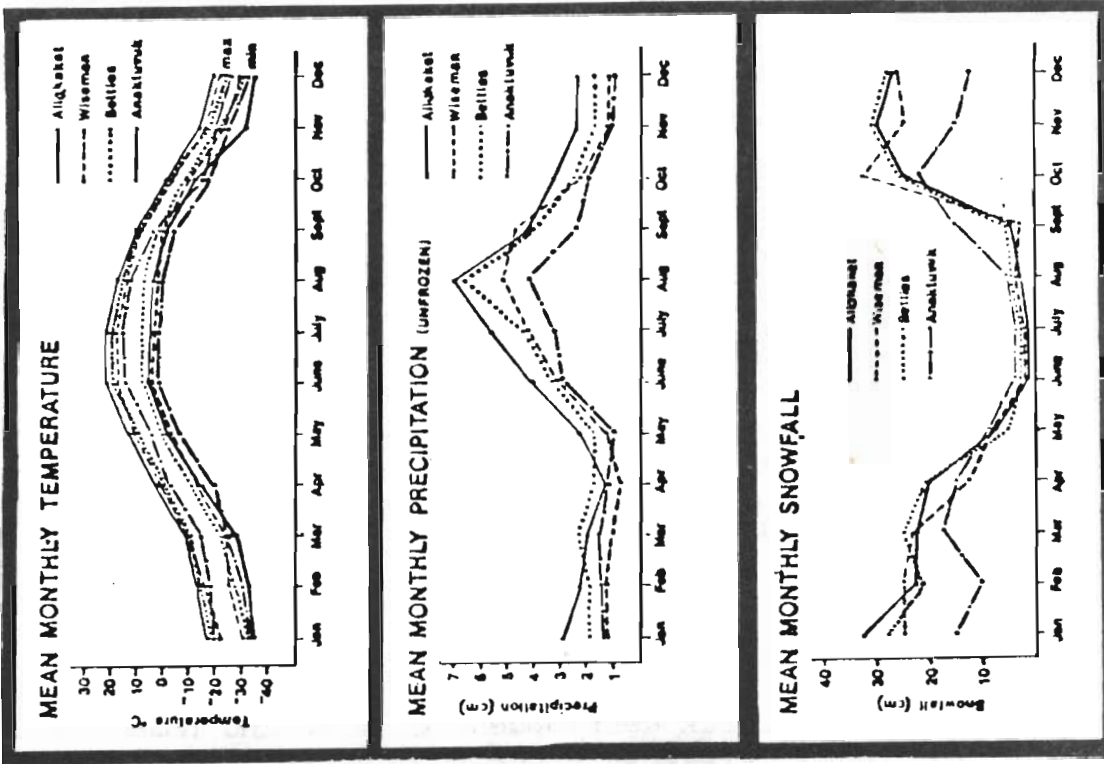 MEAN MONTHLY TEMPERATURE
Temperature °C
30
20
10
0
-10
-20
-30
-40
Jan Feb Mar Apr May June July Aug Sept Oct Nov Dec
Allakaket
Wiseman
Bettles
Anaktuvuk
max
min
MEAN MONTHLY PRECIPITATION (UNFROZEN)
Precipitation (cm)
7
6
5
4
3
2
1
Jan Feb Mar Apr May June July Aug Sept Oct Nov Dec
Allakaket
Wiseman
Bettles
Anaktuvuk
MEAN MONTHLY SNOWFALL
Snowfall (cm)
40
30
20
10
Jan Feb Mar Apr May June July Aug Sept Oct Nov Dec
Allakaket
Wiseman
Bettles
Anaktuvuk